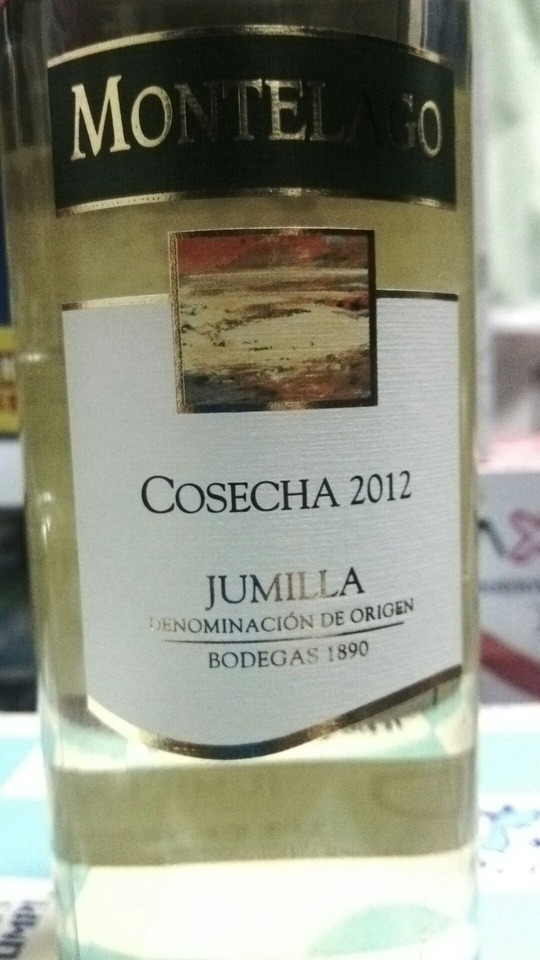 MONTELAGO
COSECHA 2012
JUMILLA
DENOMINACIÓN DE ORIGEN
BODEGAS 1890